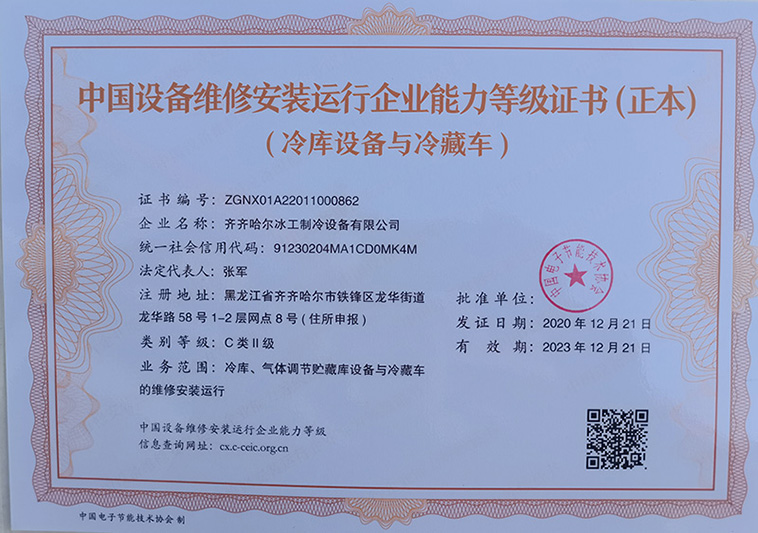 中国设备维修安装运行企业能力等级证书(正本)
(冷库设备与冷藏车)
证书编号: ZGNX01A22011000862
企业名称: 齐齐哈尔冰工制冷设备有限公司
统一社会信用代码: 91230204MA1CD0MK4M
法定代表人: 张军
注册地址: 黑龙江省齐齐哈尔市铁锋区龙华街道
龙华路58号1-2层网点8号(住所申报)
类别等级: C类II级
业务范围: 冷库、气体调节贮藏库设备与冷藏车
的维修安装运行
批准单位:
中国电子节能技术协会
发证日期: 2020年12月21日
有效期: 2023年12月21日
中国设备维修安装运行企业能力等级
信息查询网址: cx.c-ceic.org.cn
中国电子节能技术协会 制